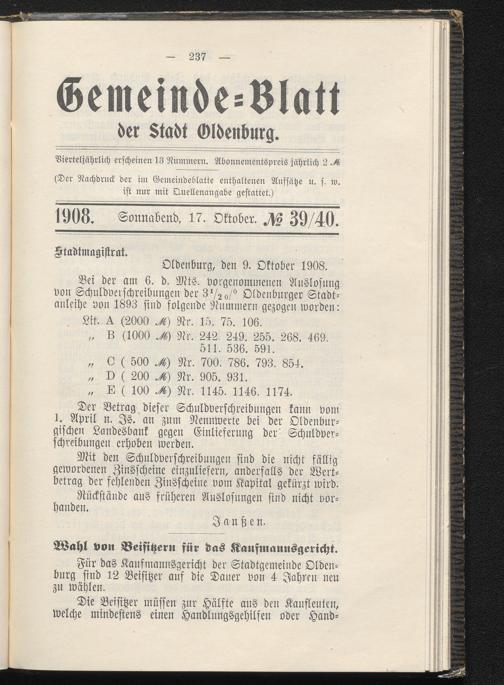 — 237 —
Gemeinde-Blatt
der Stadt Oldenburg.
Vierteljährlich erscheinen 13 Nummern. Abonnementspreis jährlich 2 ℳ
(Der Nachdruck der im Gemeindeblatte enthaltenen Aufsätze u. s. w.
ist nur mit Quellenangabe gestattet.)
1908. Sonnabend, 17. Oktober. № 39/40.
Stadtmagistrat.
Oldenburg, den 9. Oktober 1908.
Bei der am 6. d. Mts. vorgenommenen Auslosung
von Schuldverschreibungen der 3½ % Oldenburger Stadt-
anleihe von 1893 sind folgende Nummern gezogen worden:
Lit. A (2000 ℳ) Nr. 15. 75. 106.
„ B (1000 ℳ) Nr. 242. 249. 255. 268. 469.
511. 536. 591.
„ C ( 500 ℳ) Nr. 700. 786. 793. 854.
„ D ( 200 ℳ) Nr. 905. 931.
„ E ( 100 ℳ) Nr. 1145. 1146. 1174.
Der Betrag dieser Schuldverschreibungen kann vom
1. April n. Js. an zum Nennwerte bei der Oldenbur-
gischen Landesbank gegen Einlieferung der Schuldver-
schreibungen erhoben werden.
Mit den Schuldverschreibungen sind die nicht fällig
gewordenen Zinsscheine einzuliefern, anderfalls der Wert-
betrag der fehlenden Zinsscheine vom Kapital gekürzt wird.
Rückstände aus früheren Auslosungen sind nicht vor-
handen.
Janßen.
Wahl von Beisitzern für das Kaufmannsgericht.
Für das Kaufmannsgericht der Stadtgemeinde Olden-
burg sind 12 Beisitzer auf die Dauer von 4 Jahren neu
zu wählen.
Die Beisitzer müssen zur Hälfte aus den Kaufleuten,
welche mindestens einen Handlungsgehilfen oder Hand-